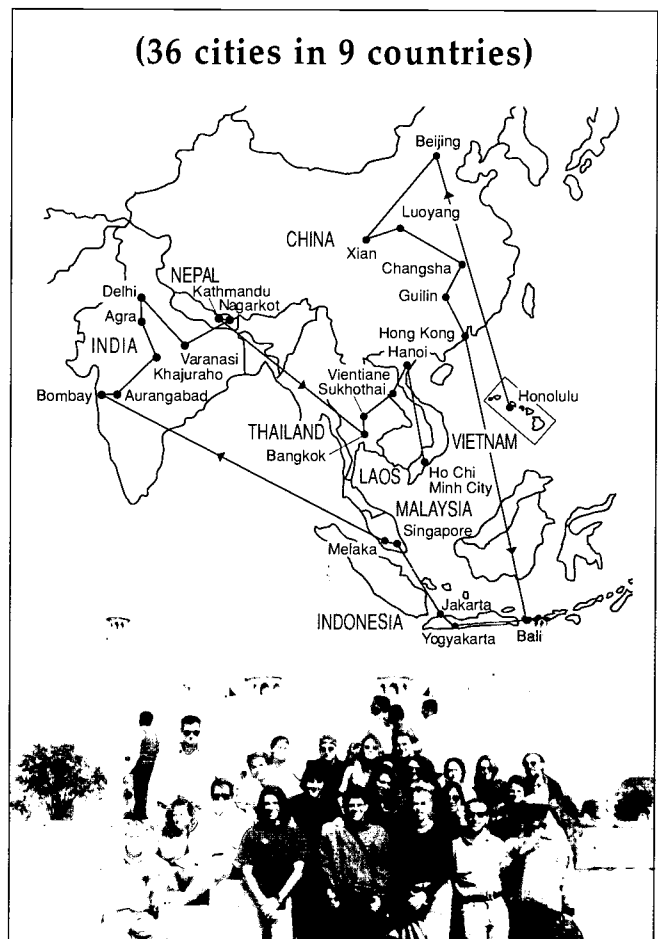 (36 cities in 9 countries)
Beijing
Luoyang
CHINA
Xian
Changsha
NEPAL
Kathmandu
Delhi
Nagarkot
Guilin
Agra
Hong Kong
INDIA
Hanoi
Varanasi
Vientiane
Khajuraho
Sukhothai
Honolulu
Bombay
Aurangabad
THAILAND
VIETNAM
Bangkok
LAOS
Ho Chi
Minh City
MALAYSIA
Singapore
Melaka
Jakarta
INDONESIA
Yogyakarta
Bali